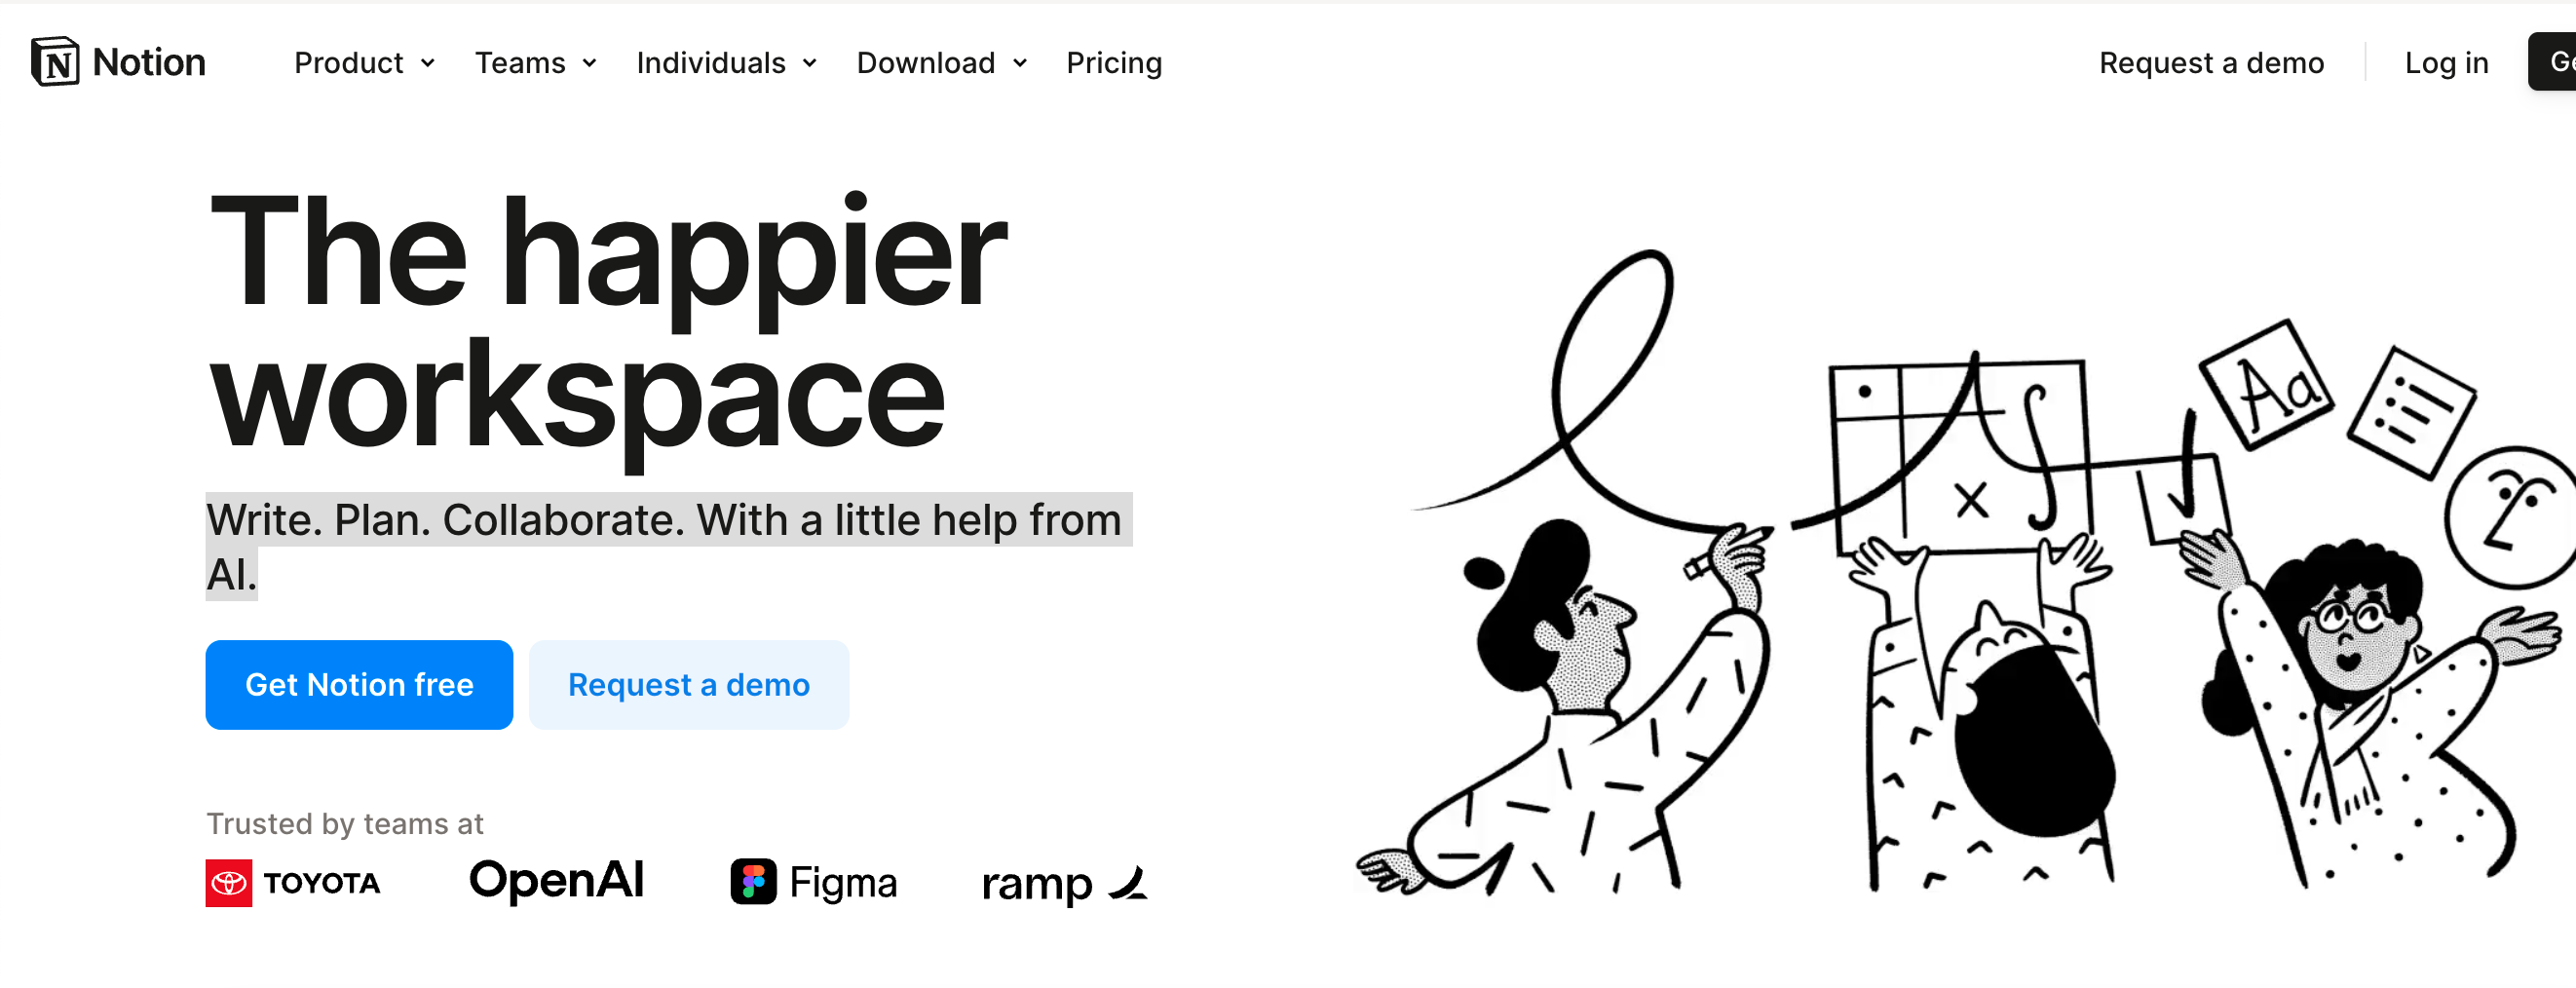 Notion
Product
Teams
Individuals
Download
Pricing
Request a demo
Log in
The happier
workspace
Write. Plan. Collaborate. With a little help from
AI.
Get Notion free
Request a demo
Trusted by teams at
TOYOTA
OpenAI
Figma
ramp
Aa